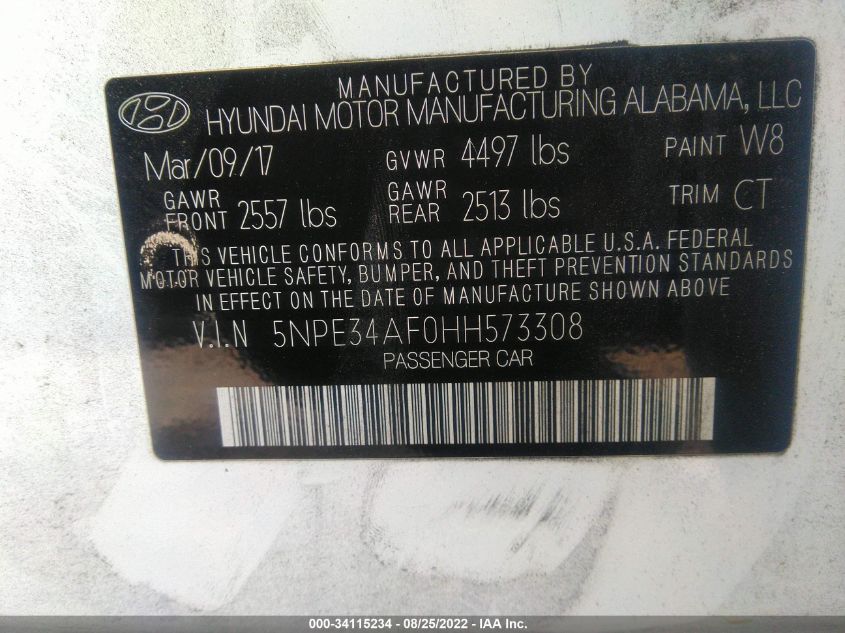 MANUFACTURED BY
HYUNDAI MOTOR MANUFACTURING ALABAMA, LLC
Mar/09/17 GVWR 4497 lbs PAINT W8
GAWR FRONT 2557 lbs GAWR REAR 2513 lbs TRIM CT
THIS VEHICLE CONFORMS TO ALL APPLICABLE U.S.A. FEDERAL
MOTOR VEHICLE SAFETY, BUMPER, AND THEFT PREVENTION STANDARDS
IN EFFECT ON THE DATE OF MANUFACTURE SHOWN ABOVE
V.I.N 5NPE34AF0HH573308
PASSENGER CAR
000-34115234 - 08/25/2022 - IAA Inc.